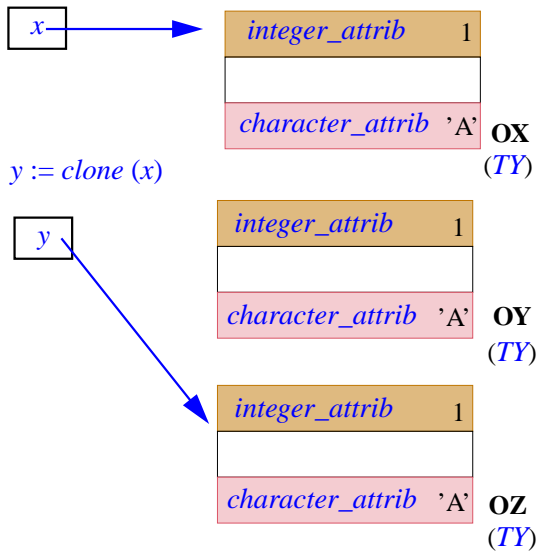 x
integer_attrib 1
character_attrib 'A' OX
(TY)
y := clone (x)
y
integer_attrib 1
character_attrib 'A' OY
(TY)
integer_attrib 1
character_attrib 'A' OZ
(TY)